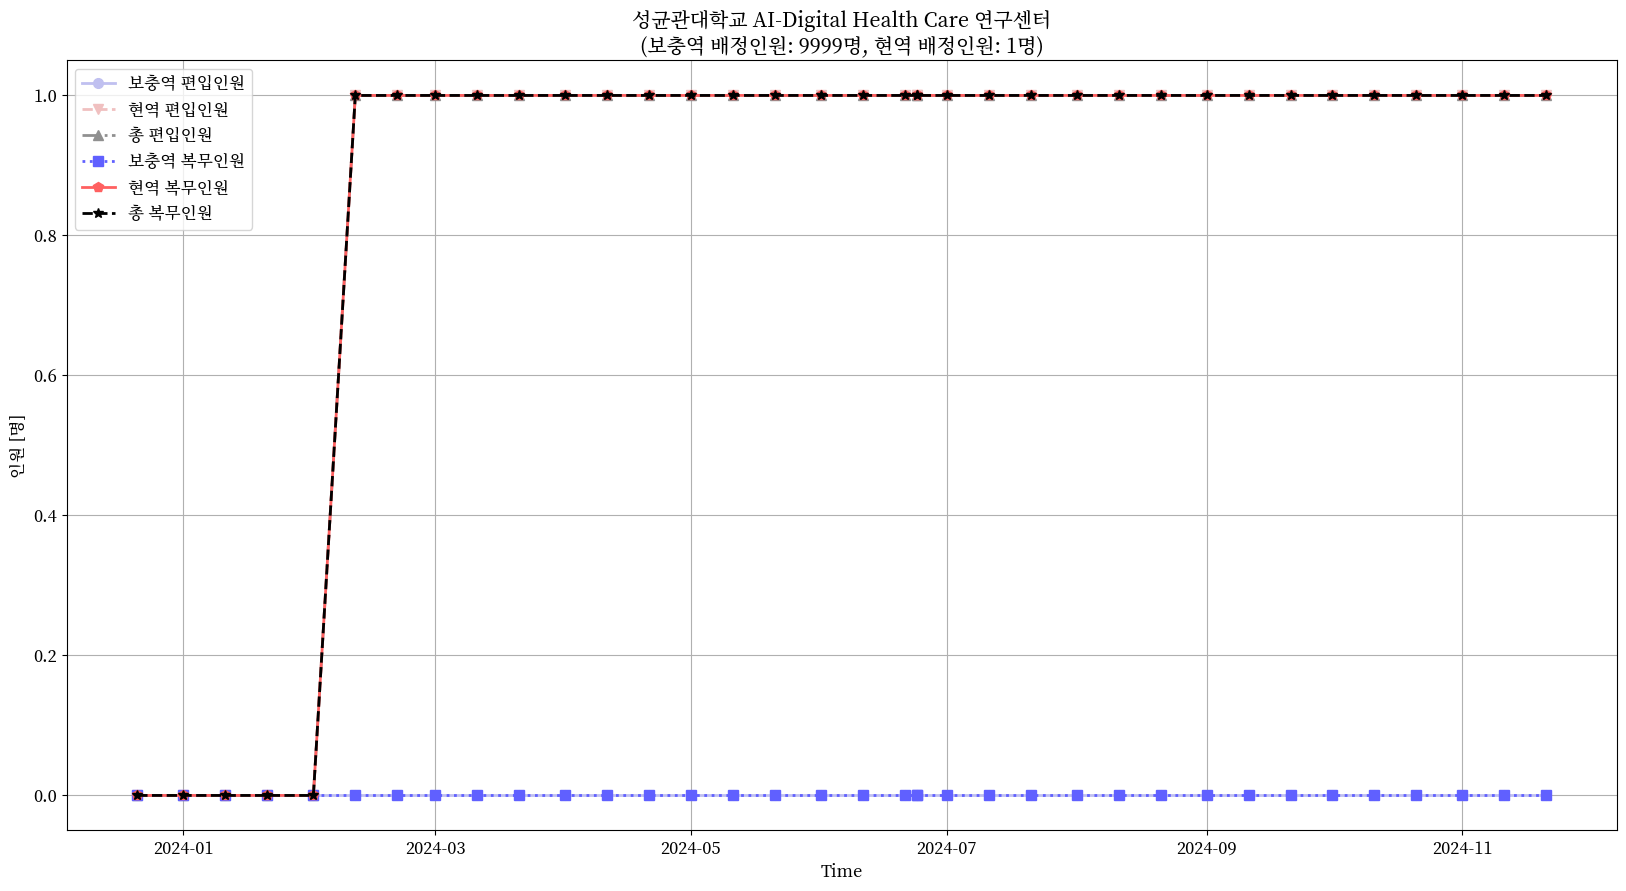 성균관대학교 AI-Digital Health Care 연구센터
(보충역 배정인원: 9999명, 현역 배정인원: 1명)
보충역 편입인원
현역 편입인원
총 편입인원
보충역 복무인원
현역 복무인원
총 복무인원
1.0
0.8
0.6
0.4
0.2
0.0
인원 [명]
2024-01
2024-03
2024-05
2024-07
2024-09
2024-11
Time